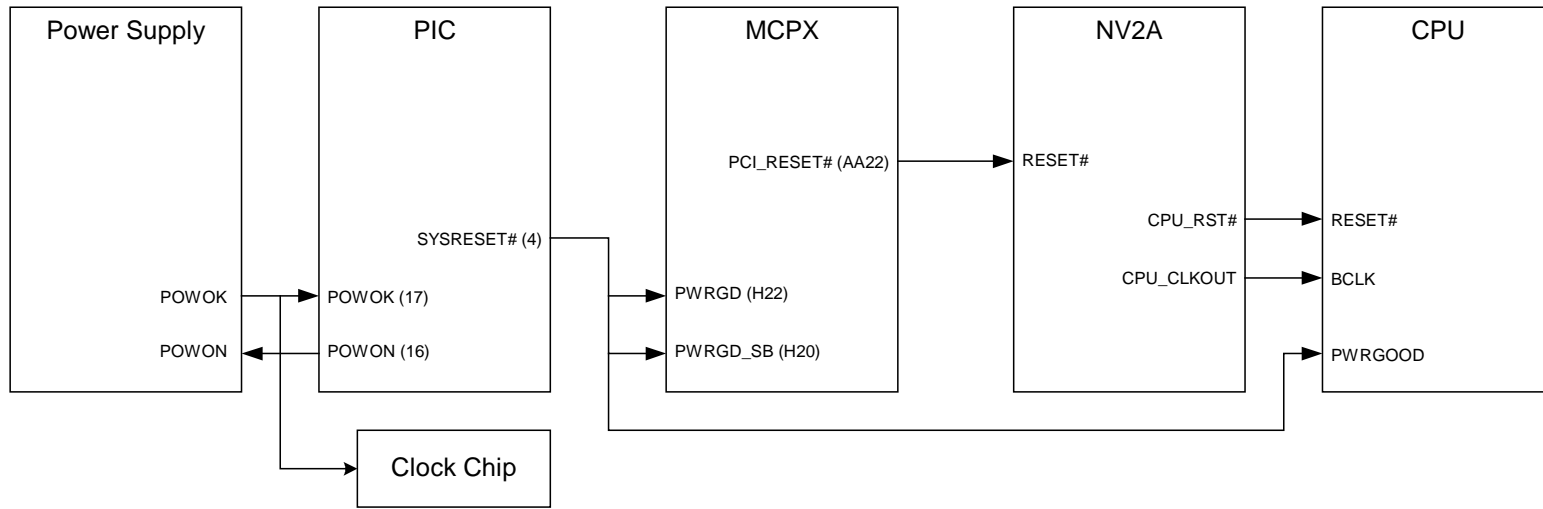 Power Supply
POWOK
POWON
PIC
SYSRESET# (4)
POWOK (17)
POWON (16)
Clock Chip
MCPX
PCI_RESET# (AA22)
PWRGD (H22)
PWRGD_SB (H20)
NV2A
RESET#
CPU_RST#
CPU_CLKOUT
CPU
RESET#
BCLK
PWRGOOD